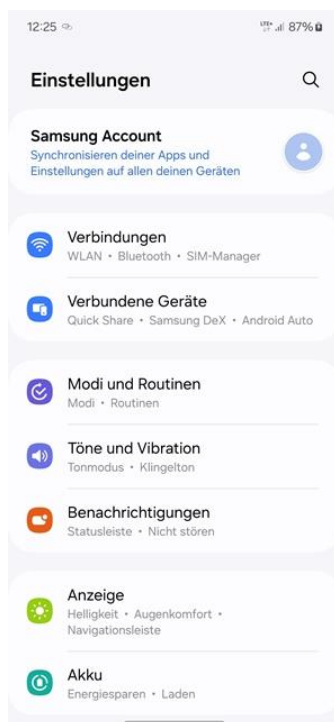 12:25
LTE+ 87%
Einstellungen
Samsung Account
Synchronisieren deiner Apps und
Einstellungen auf allen deinen Geräten
Verbindungen
WLAN • Bluetooth • SIM-Manager
Verbundene Geräte
Quick Share • Samsung DeX • Android Auto
Modi und Routinen
Modi • Routinen
Töne und Vibration
Tonmodus • Klingelton
Benachrichtigungen
Statusleiste • Nicht stören
Anzeige
Helligkeit • Augenkomfort •
Navigationsleiste
Akku
Energiesparen • Laden